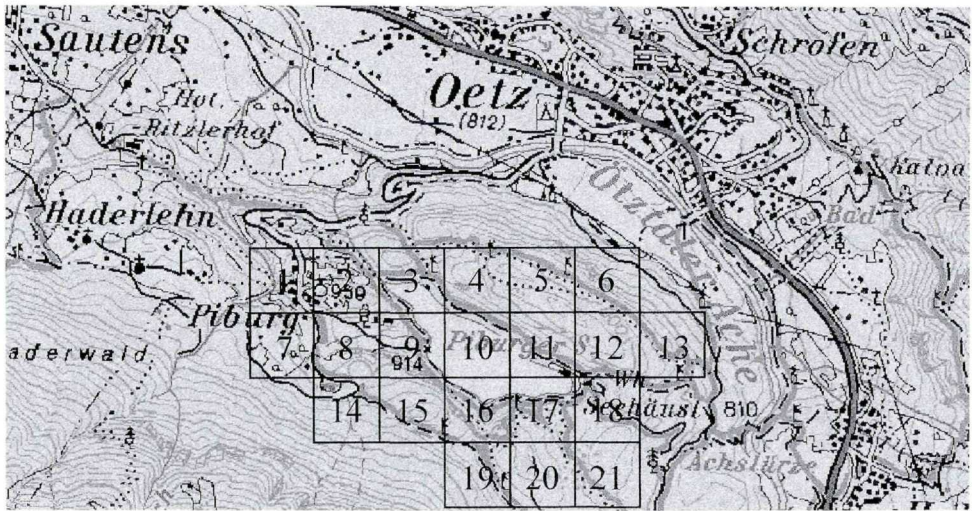 Sautens
Schrofen
Oetz
(812)
Hot.
Ritzlerhof
Ötztaler Ache
Bad
Haderlehn
1 2 3 4 5 6
Piburg
7 8 9 10 11 12 13
914
Piburger S.
aderwald
Wh.
Seehäusl
14 15 16 17 18
810
Achstürze
19 20 21